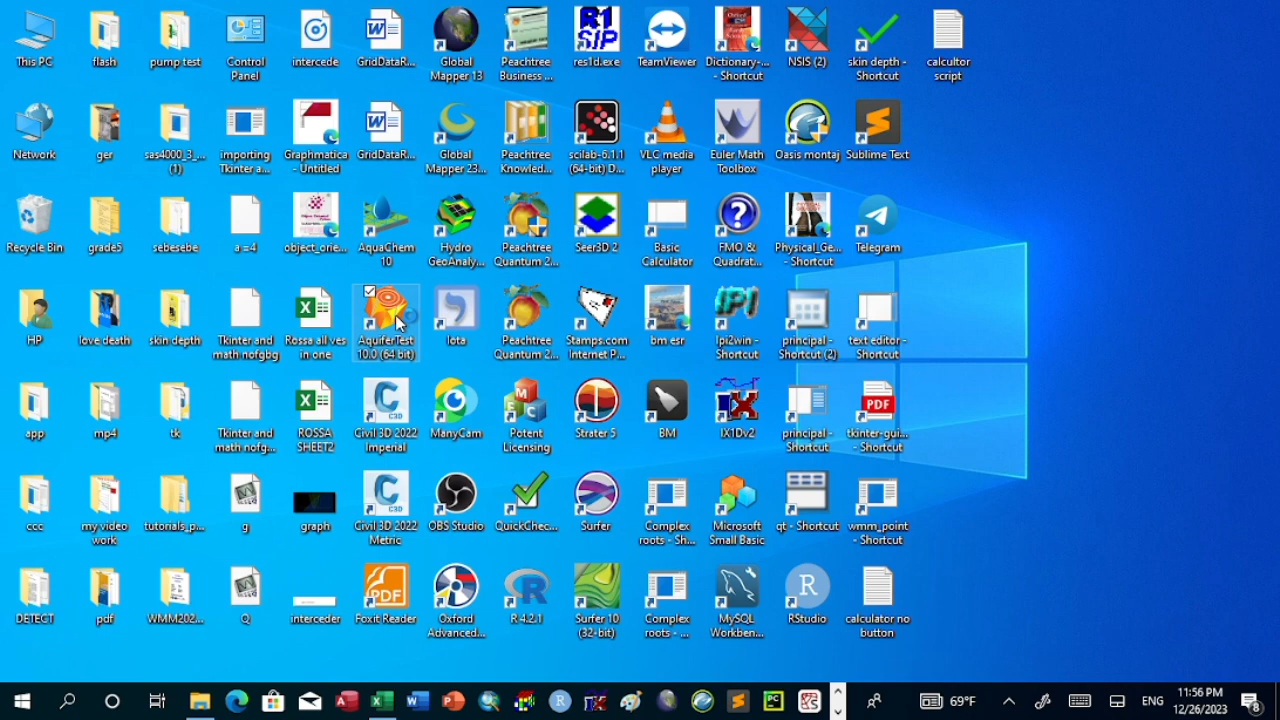 This PC
flash
pump test
Control
Panel
intercede
GridDataR...
Global
Mapper 13
Peachtree
Business ...
res1d.exe
TeamViewer
Dictionary-...
- Shortcut
NSIS (2)
skin depth -
Shortcut
calcultor
script
Network
ger
sas4000_3_...
(1)
importing
Tkinter a...
Graphmatica
- Untitled
GridDataR...
Global
Mapper 23...
Peachtree
Knowled...
scilab-6.1.1
(64-bit) D...
VLC media
player
Euler Math
Toolbox
Oasis montaj
Sublime Text
Recycle Bin
grade5
sebesebe
a =4
object_orie...
AquaChem
10
Hydro
GeoAnaly...
Peachtree
Quantum 2...
Seer3D 2
Basic
Calculator
FMO &
Quadrat...
Physical_Ge...
- Shortcut
Telegram
HP
love death
skin depth
Tkinter and
math nofgbg
Rossa all ves
in one
AquiferTest
10.0 (64 bit)
Iota
Peachtree
Quantum 2...
Stamps.com
Internet P...
bm esr
Ipi2win -
Shortcut
principal -
Shortcut (2)
text editor -
Shortcut
app
mp4
tk
Tkinter and
math nofg...
ROSSA
SHEET2
Civil 3D 2022
Imperial
ManyCam
Potent
Licensing
Strater 5
BM
IX1Dv2
principal -
Shortcut
PDF
tkinter-gui...
- Shortcut
ccc
my video
work
tutorials_p...
g
graph
Civil 3D 2022
Metric
OBS Studio
QuickChec...
Surfer
Complex
roots - Sh...
Microsoft
Small Basic
qt - Shortcut
wmm_point
- Shortcut
DETECT
pdf
WMM202...
Q
interceder
PDF
Foxit Reader
Oxford
Advanced...
R 4.2.1
Surfer 10
(32-bit)
Complex
roots - ...
MySQL
Workben...
RStudio
calculator no
button
69°F
ENG
11:56 PM
12/26/2023
8